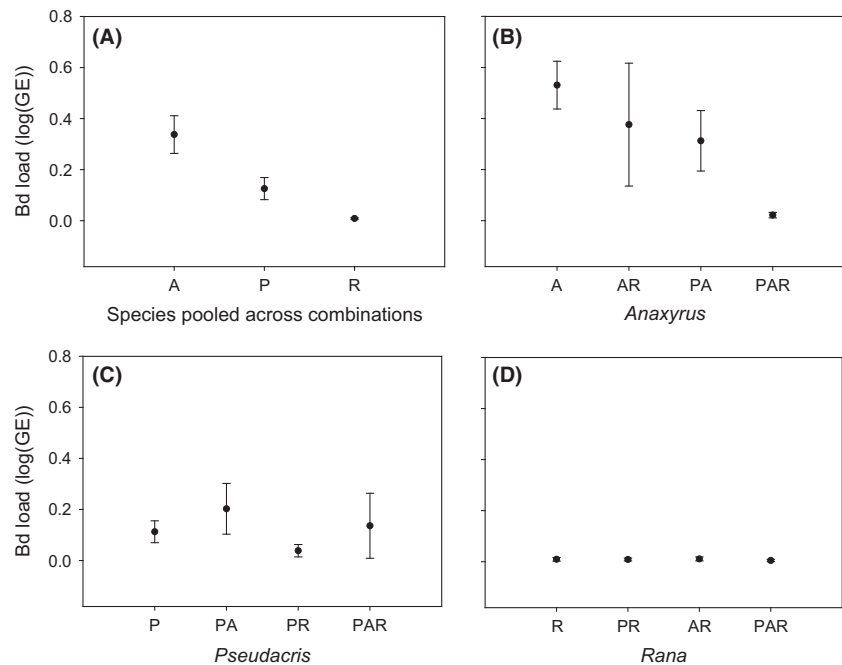 (A)
Bd load (log(GE))
0.8
0.6
0.4
0.2
0.0
A P R
Species pooled across combinations
(B)
A AR PA PAR
Anaxyrus
(C)
Bd load (log(GE))
0.8
0.6
0.4
0.2
0.0
P PA PR PAR
Pseudacris
(D)
R PR AR PAR
Rana